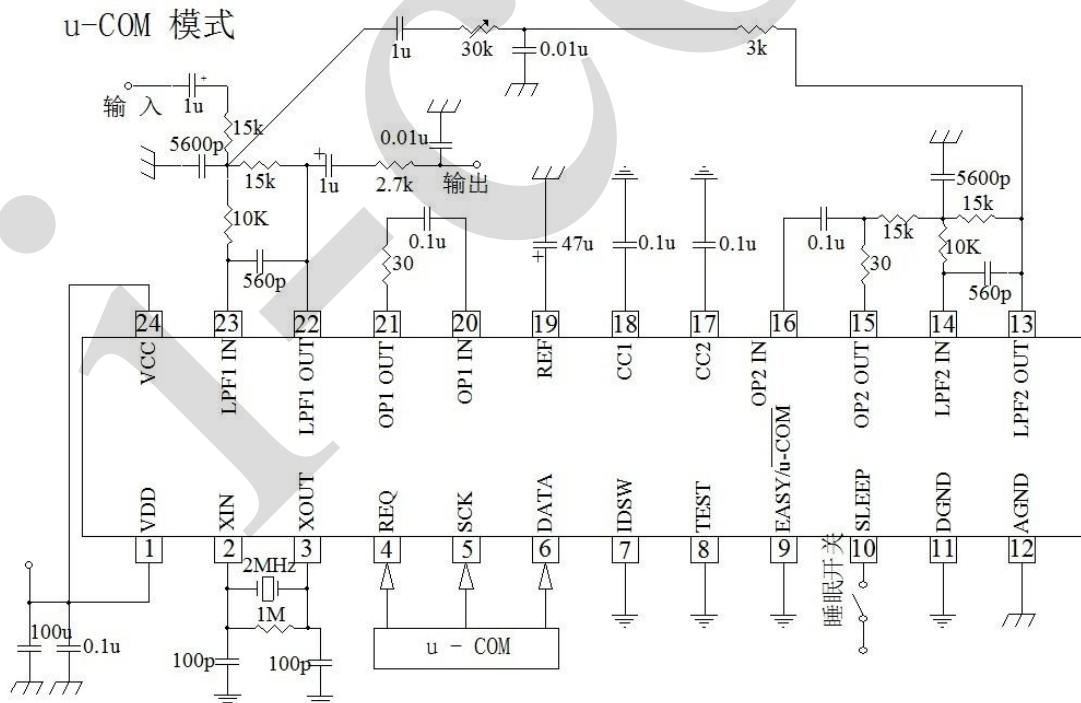 u-COM 模式
1u
30k
0.01u
3k
输 入
1u
15k
5600p
15k
1u
0.01u
2.7k
输出
10K
560p
0.1u
30
47u
0.1u
0.1u
0.1u
15k
5600p
15k
10K
30
560p
24
23
22
21
20
19
18
17
16
15
14
13
VCC
LPF1 IN
LPF1 OUT
OP1 OUT
OP1 IN
REF
CC1
CC2
OP2 IN
OP2 OUT
LPF2 IN
LPF2 OUT
VDD
XIN
XOUT
REQ
SCK
DATA
IDSW
TEST
EASY/u-COM
SLEEP
DGND
AGND
1
2
3
4
5
6
7
8
9
10
11
12
2MHz
1M
100p
100p
100u
0.1u
u - COM
睡眠开关